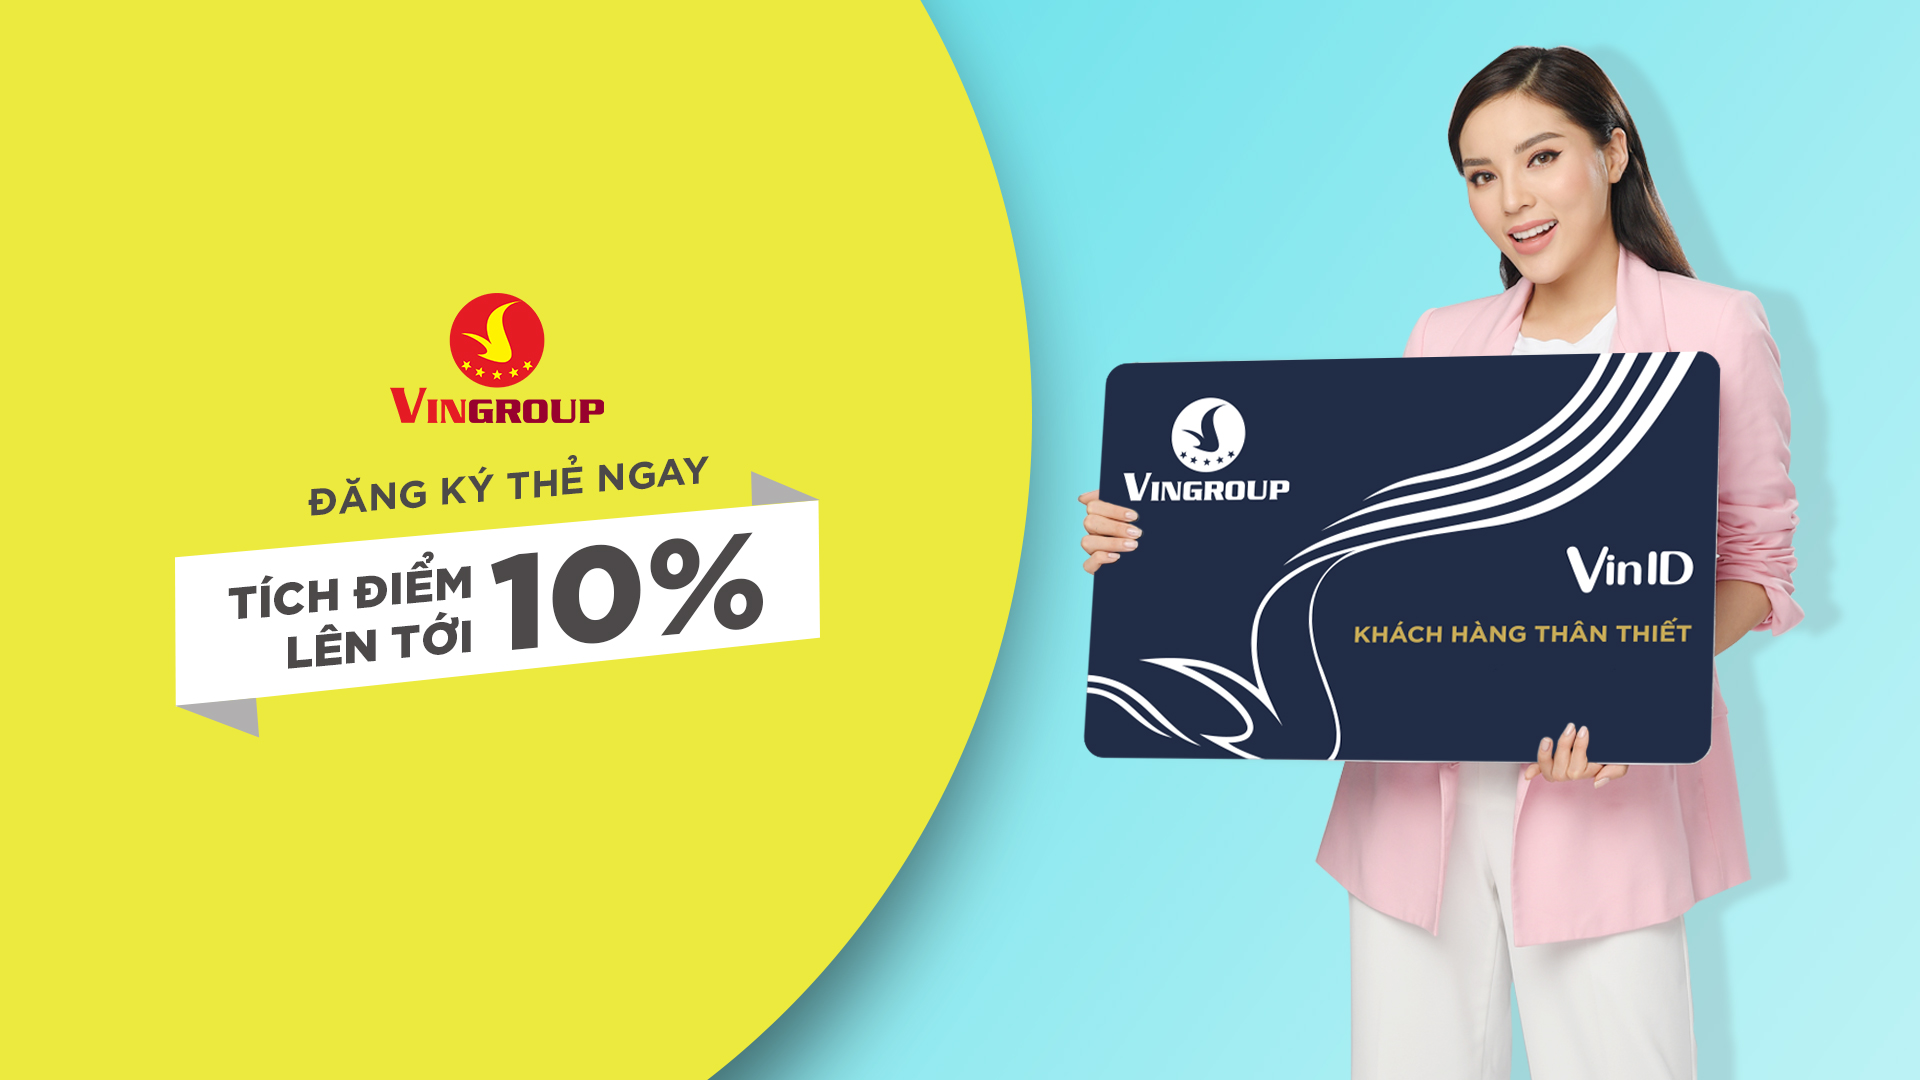 VINGROUP
ĐĂNG KÝ THẺ NGAY
TÍCH ĐIỂM
LÊN TỚI
10%
VINGROUP
VinID
KHÁCH HÀNG THÂN THIẾT